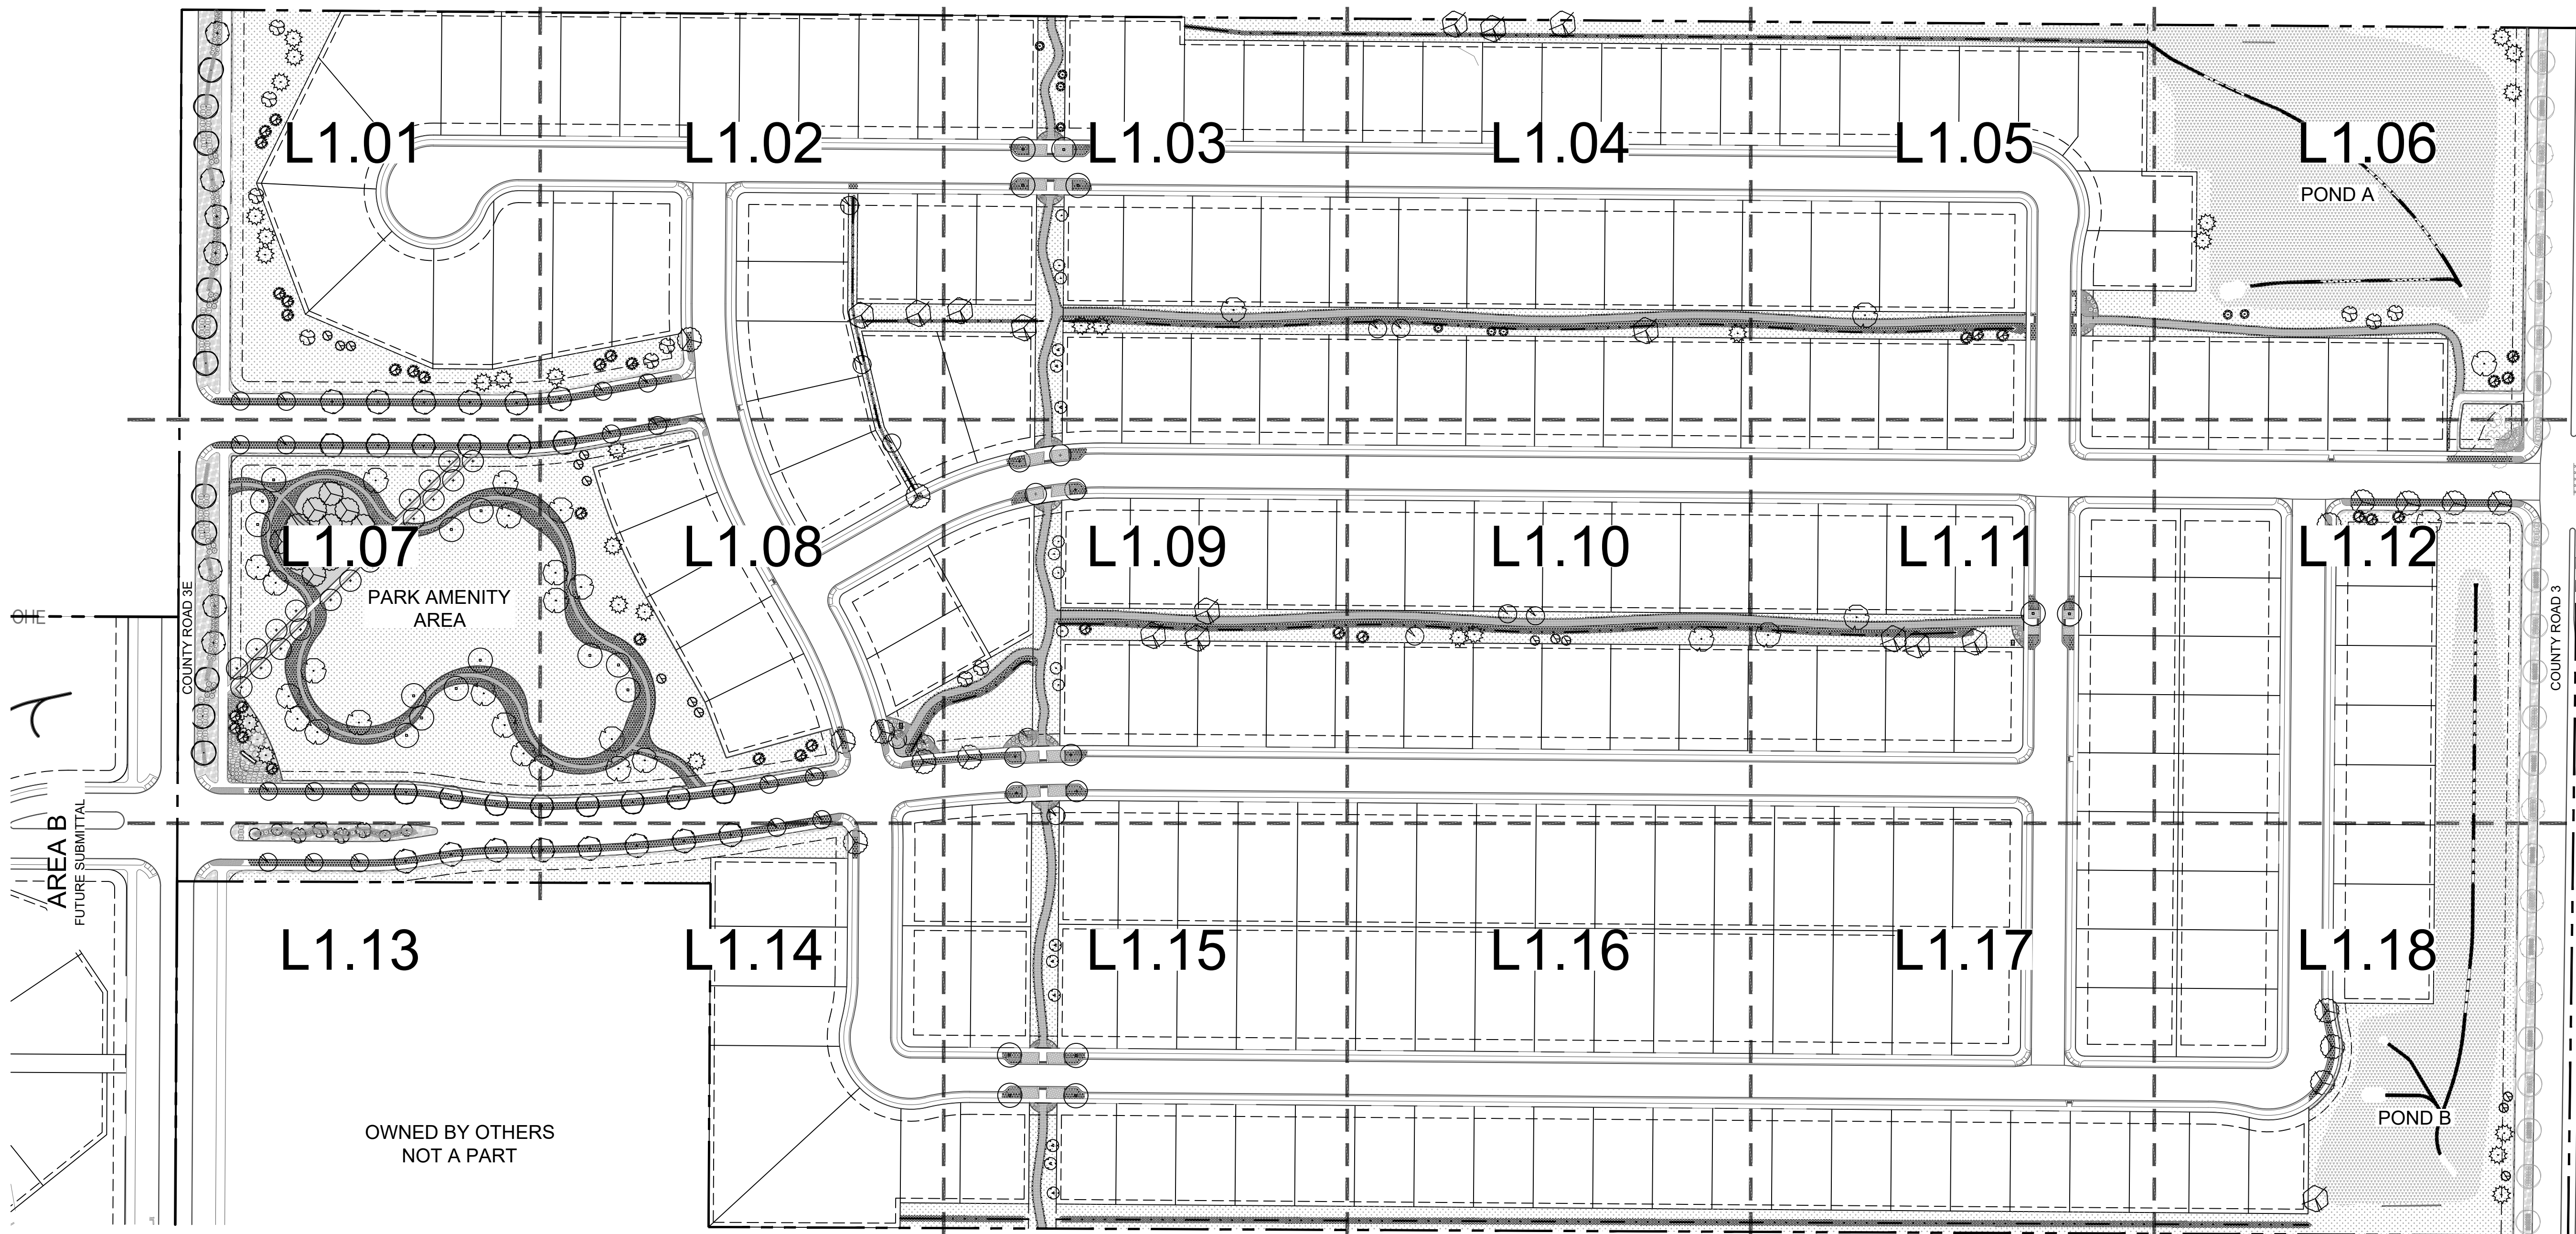 L1.01
L1.02
L1.03
L1.04
L1.05
L1.06
POND A
L1.07
L1.08
L1.09
L1.10
L1.11
L1.12
PARK AMENITY
AREA
COUNTY ROAD 3E
COUNTY ROAD 3
OHE
AREA B
FUTURE SUBMITTAL
L1.13
L1.14
L1.15
L1.16
L1.17
L1.18
POND B
OWNED BY OTHERS
NOT A PART